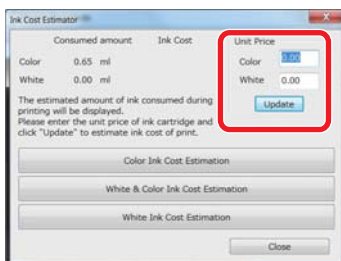 Ink Cost Estimator
Consumed amount Ink Cost Unit Price
Color 0.65 ml Color 0.00
White 0.00 ml White 0.00
The estimated amount of ink consumed during
printing will be displayed.
Please enter the unit price of ink cartridge and
click "Update" to estimate ink cost of print.
Update
Color Ink Cost Estimation
White & Color Ink Cost Estimation
White Ink Cost Estimation
Close